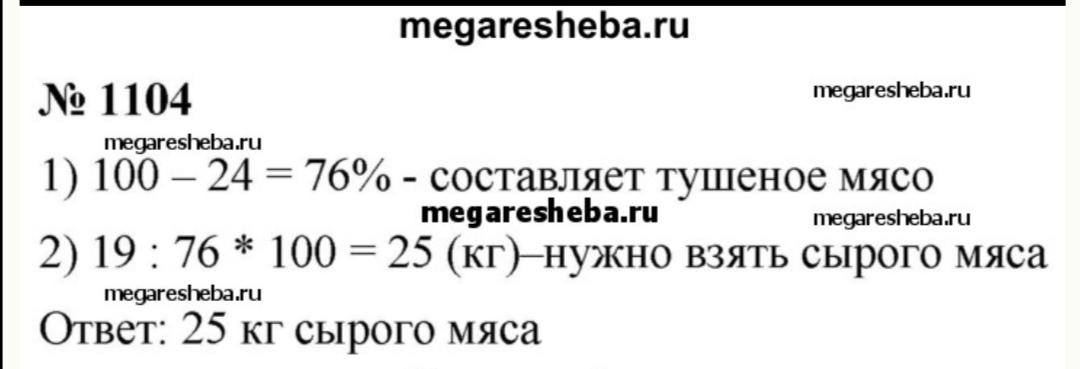 megaresheba.ru
№ 1104
megaresheba.ru
megaresheba.ru
1) 100 – 24 = 76% - составляет тушеное мясо
megaresheba.ru
megaresheba.ru
2) 19 : 76 * 100 = 25 (кг)–нужно взять сырого мяса
megaresheba.ru
Ответ: 25 кг сырого мяса